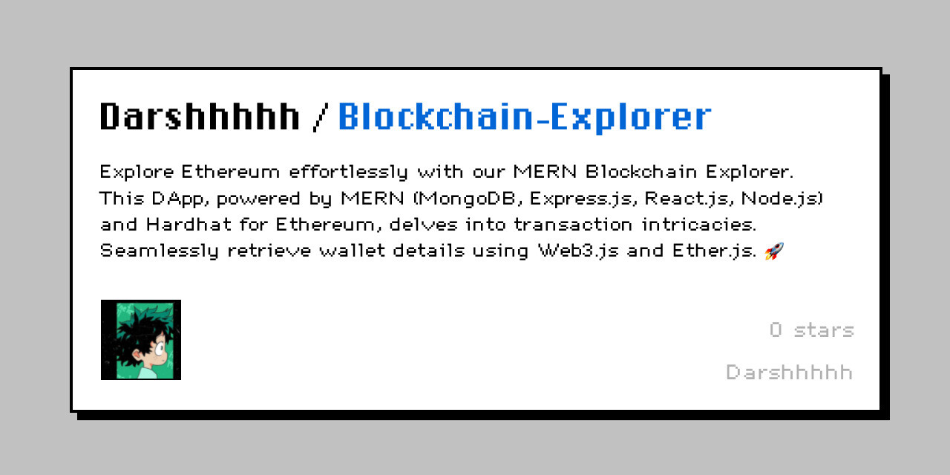 Darshhhhh / Blockchain-Explorer
Explore Ethereum effortlessly with our MERN Blockchain Explorer.
This DApp, powered by MERN (MongoDB, Express.js, React.js, Node.js)
and Hardhat for Ethereum, delves into transaction intricacies.
Seamlessly retrieve wallet details using Web3.js and Ether.js. 🚀
0 stars
Darshhhhh